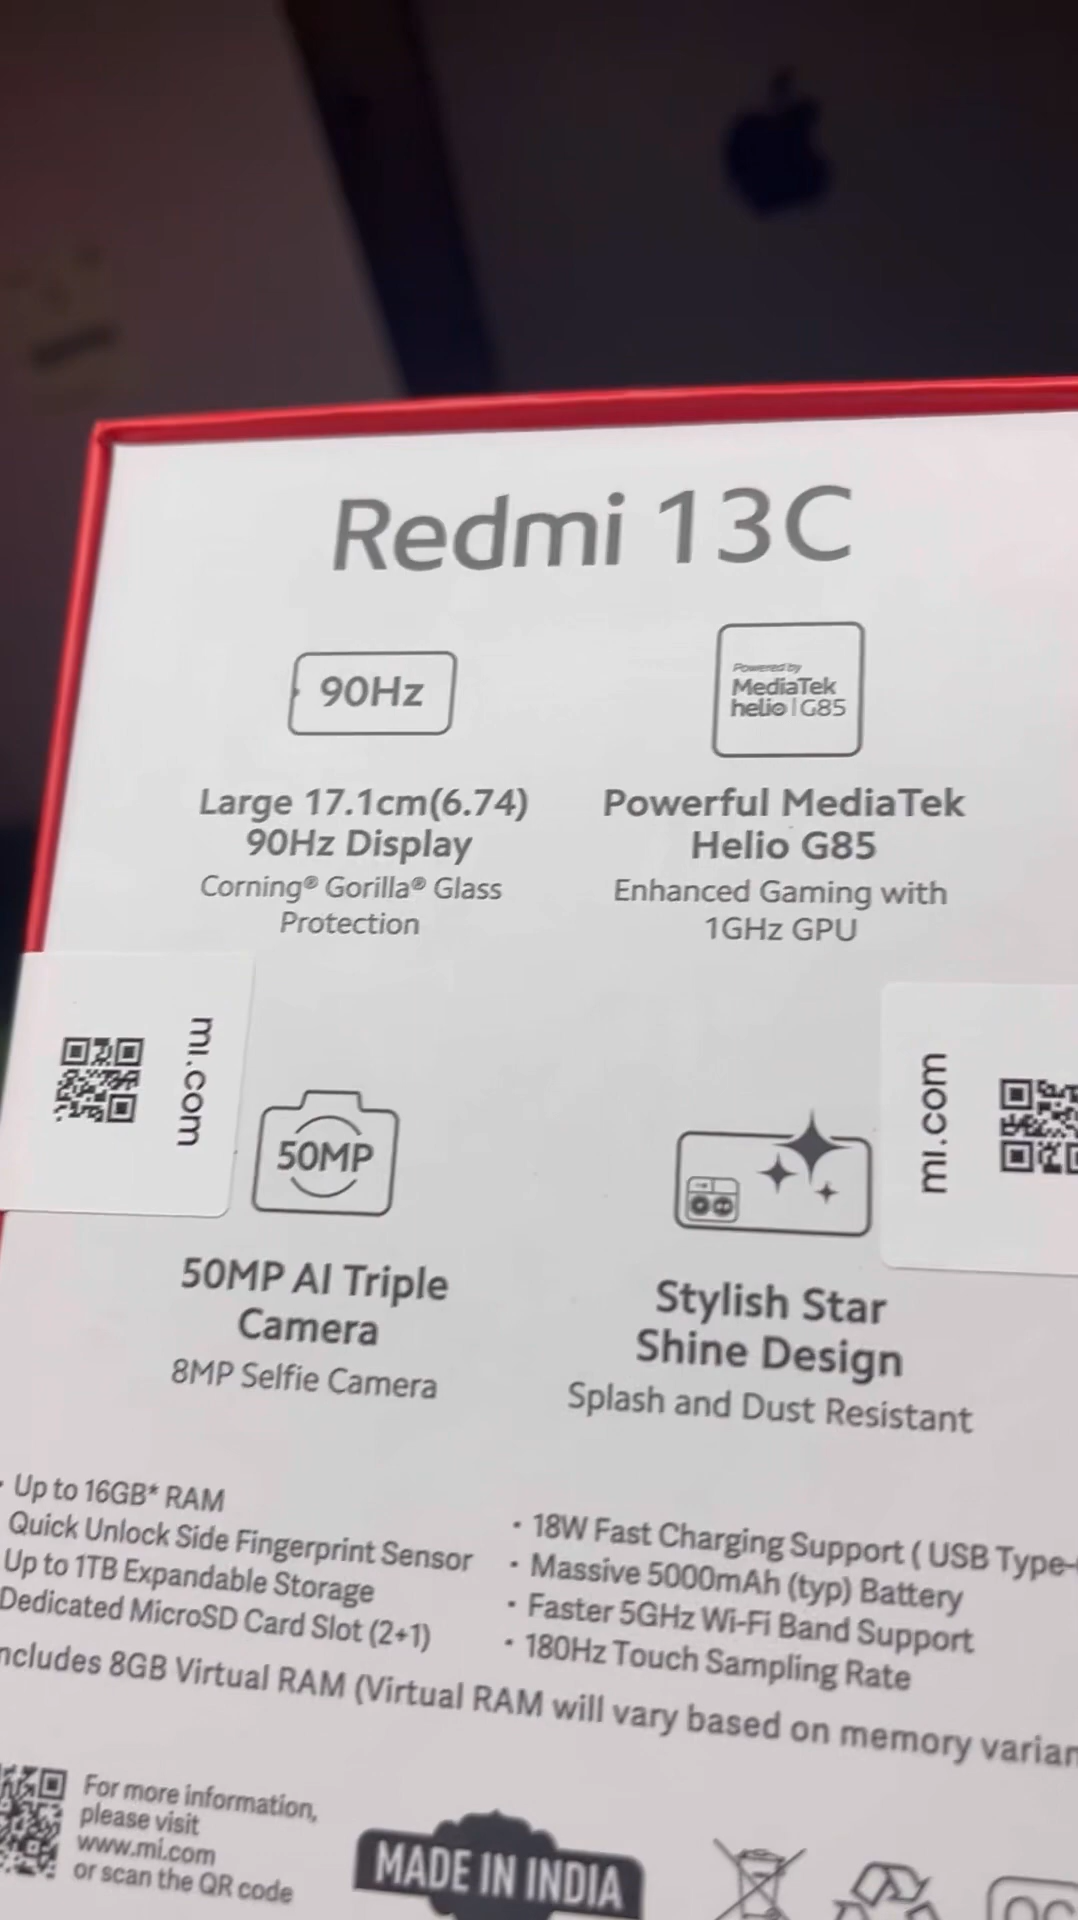 Redmi 13C
90Hz
Powered by
MediaTek
helio | G85
Large 17.1cm(6.74)
90Hz Display
Corning® Gorilla® Glass
Protection
Powerful MediaTek
Helio G85
Enhanced Gaming with
1GHz GPU
mi.com
50MP
mi.com
50MP AI Triple
Camera
8MP Selfie Camera
Stylish Star
Shine Design
Splash and Dust Resistant
· Up to 16GB* RAM
Quick Unlock Side Fingerprint Sensor
Up to 1TB Expandable Storage
Dedicated MicroSD Card Slot (2+1)
· 18W Fast Charging Support ( USB Type-
· Massive 5000mAh (typ) Battery
· Faster 5GHz Wi-Fi Band Support
· 180Hz Touch Sampling Rate
8GB Virtual RAM (Virtual RAM will vary based on memory
For more information,
please visit
www.mi.com
or scan the QR code
MADE IN INDIA